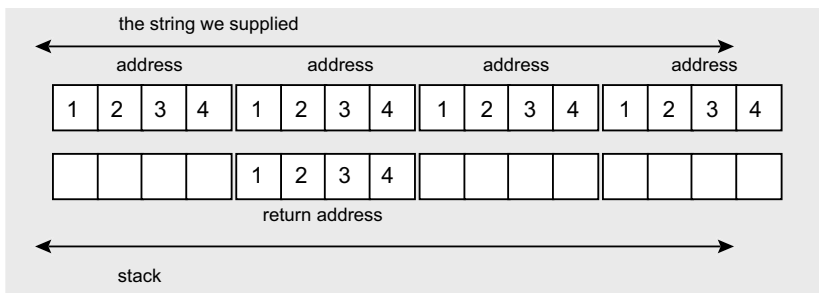 the string we supplied
address address address address
1 2 3 4 1 2 3 4 1 2 3 4 1 2 3 4
1 2 3 4
return address
stack